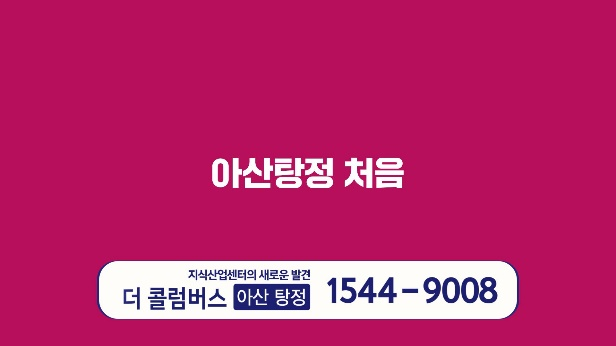 아산탕정 처음
지식산업센터의 새로운 발견
더 콜럼버스 아산 탕정 1544-9008